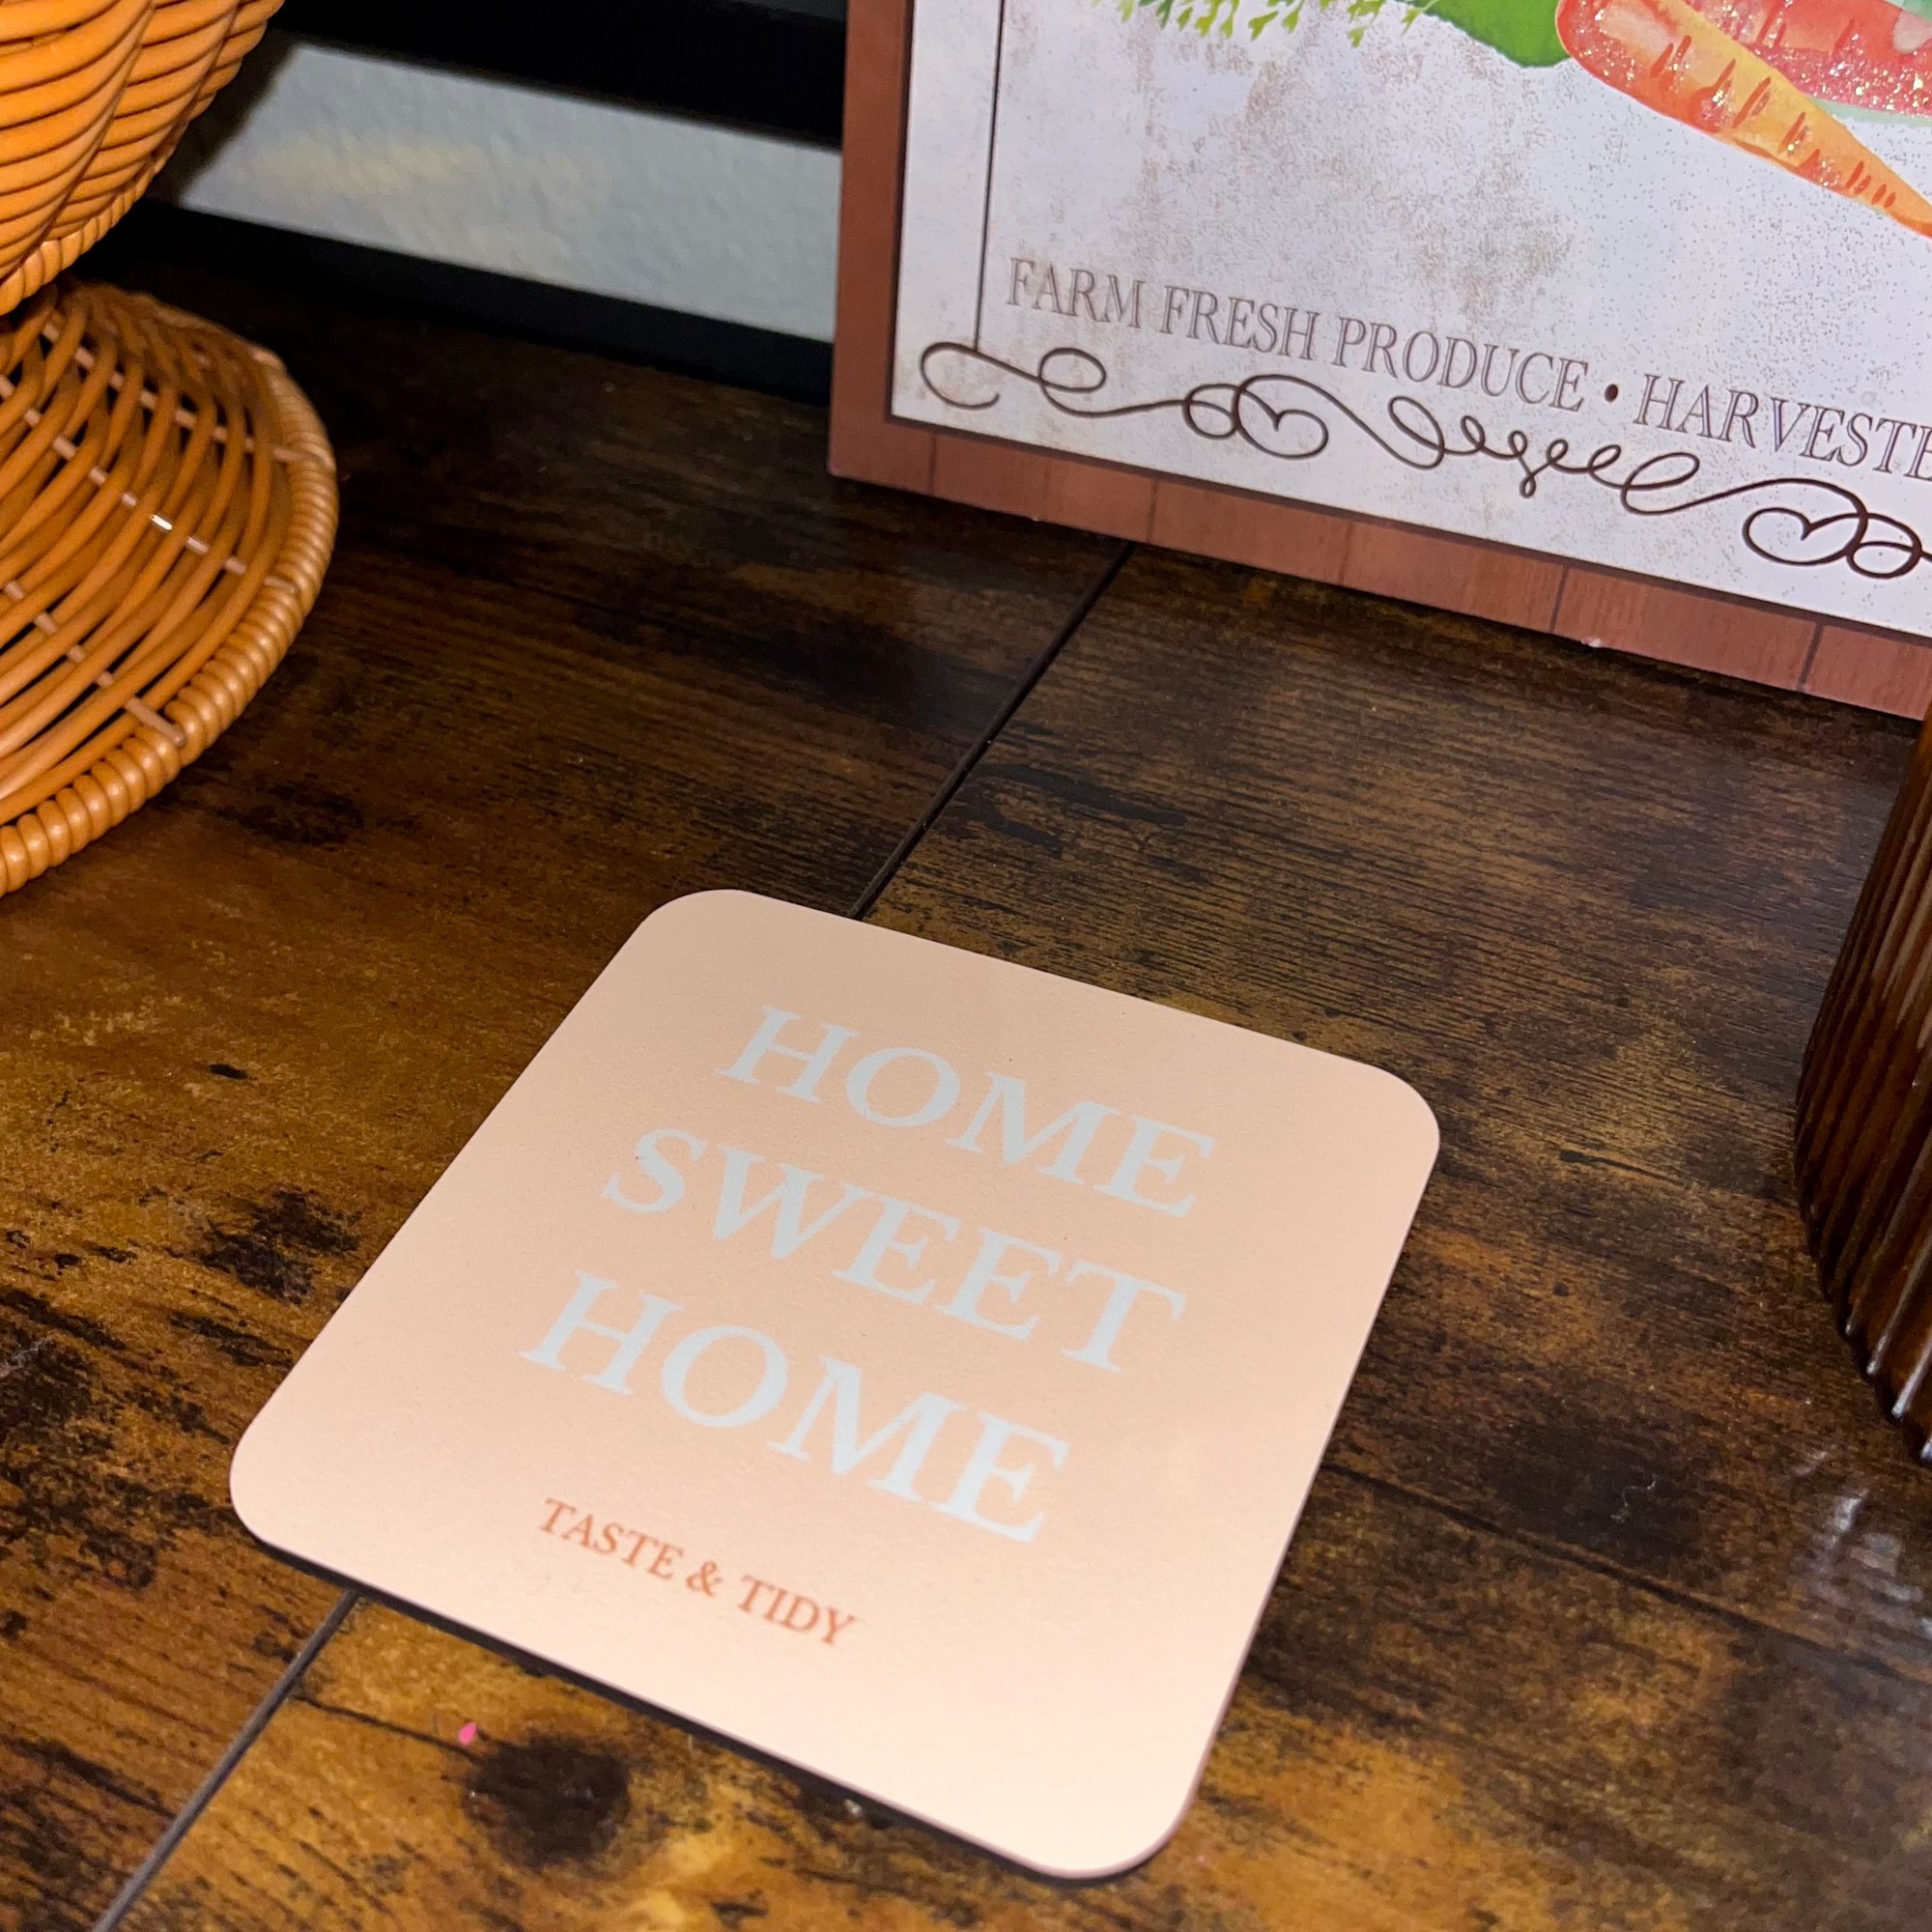 FARM FRESH PRODUCE • HARVESTE
HOME
SWEET
HOME
TASTE & TIDY